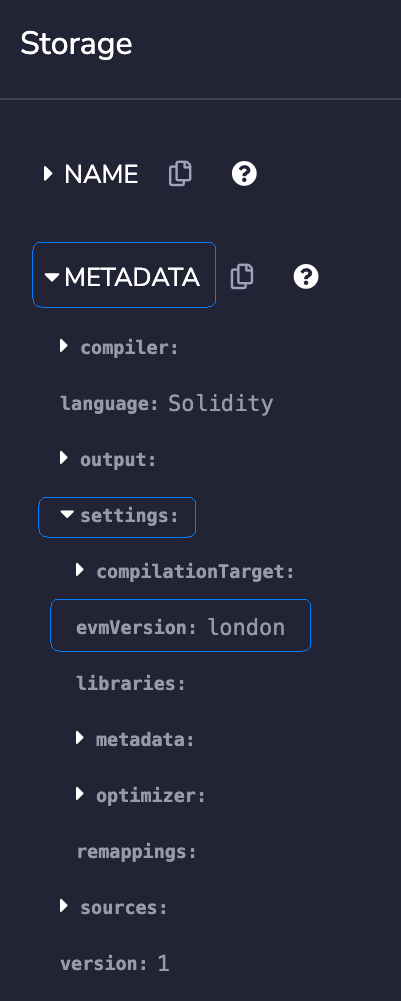 Storage
NAME
METADATA
compiler:
language: Solidity
output:
settings:
compilationTarget:
evmVersion: london
libraries:
metadata:
optimizer:
remappings:
sources:
version: 1